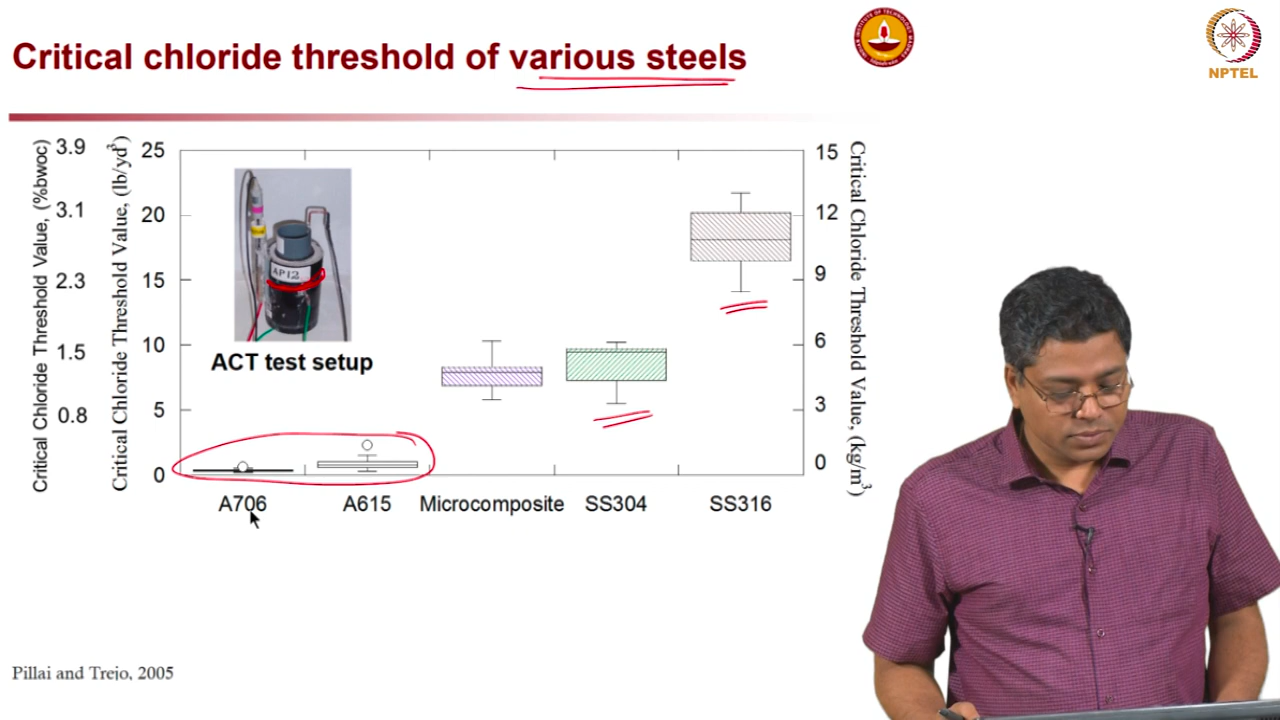 Critical chloride threshold of various steels
NPTEL
Critical Chloride Threshold Value, (%bwoc)
3.9
3.1
2.3
1.5
0.8
Critical Chloride Threshold Value, (lb/yd³)
25
20
15
10
5
0
AP12
ACT test setup
15
12
9
6
3
0
Critical Chloride Threshold Value, (kg/m³)
A706
A615
Microcomposite
SS304
SS316
Pillai and Trejo, 2005